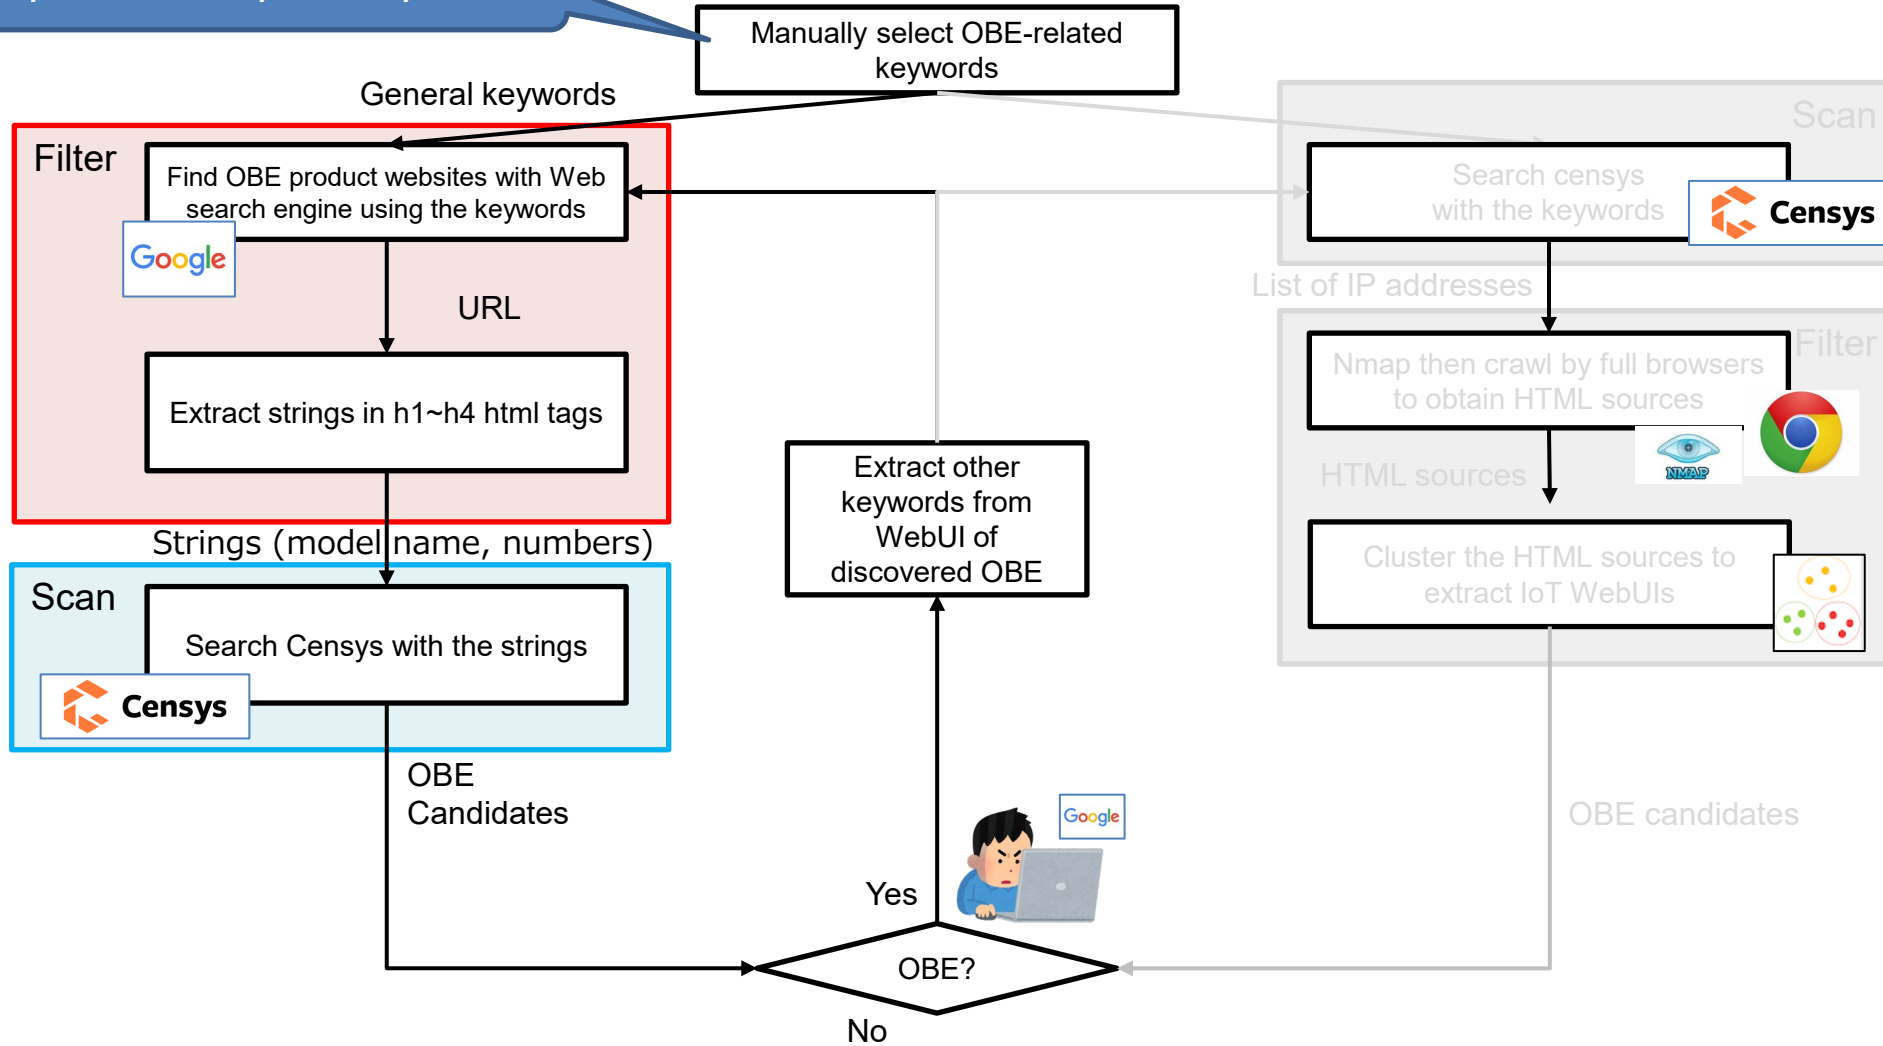 Manually select OBE-related
keywords
General keywords
Scan
Filter
Find OBE product websites with Web
search engine using the keywords
Google
Search censys
with the keywords
Censys
List of IP addresses
URL
Filter
Nmap then crawl by full browsers
to obtain HTML sources
Extract strings in h1~h4 html tags
NMAP
HTML sources
Extract other
keywords from
WebUI of
discovered OBE
Strings (model name, numbers)
Cluster the HTML sources to
extract IoT WebUIs
Scan
Search Censys with the strings
Censys
OBE
Candidates
OBE candidates
Google
Yes
OBE?
No